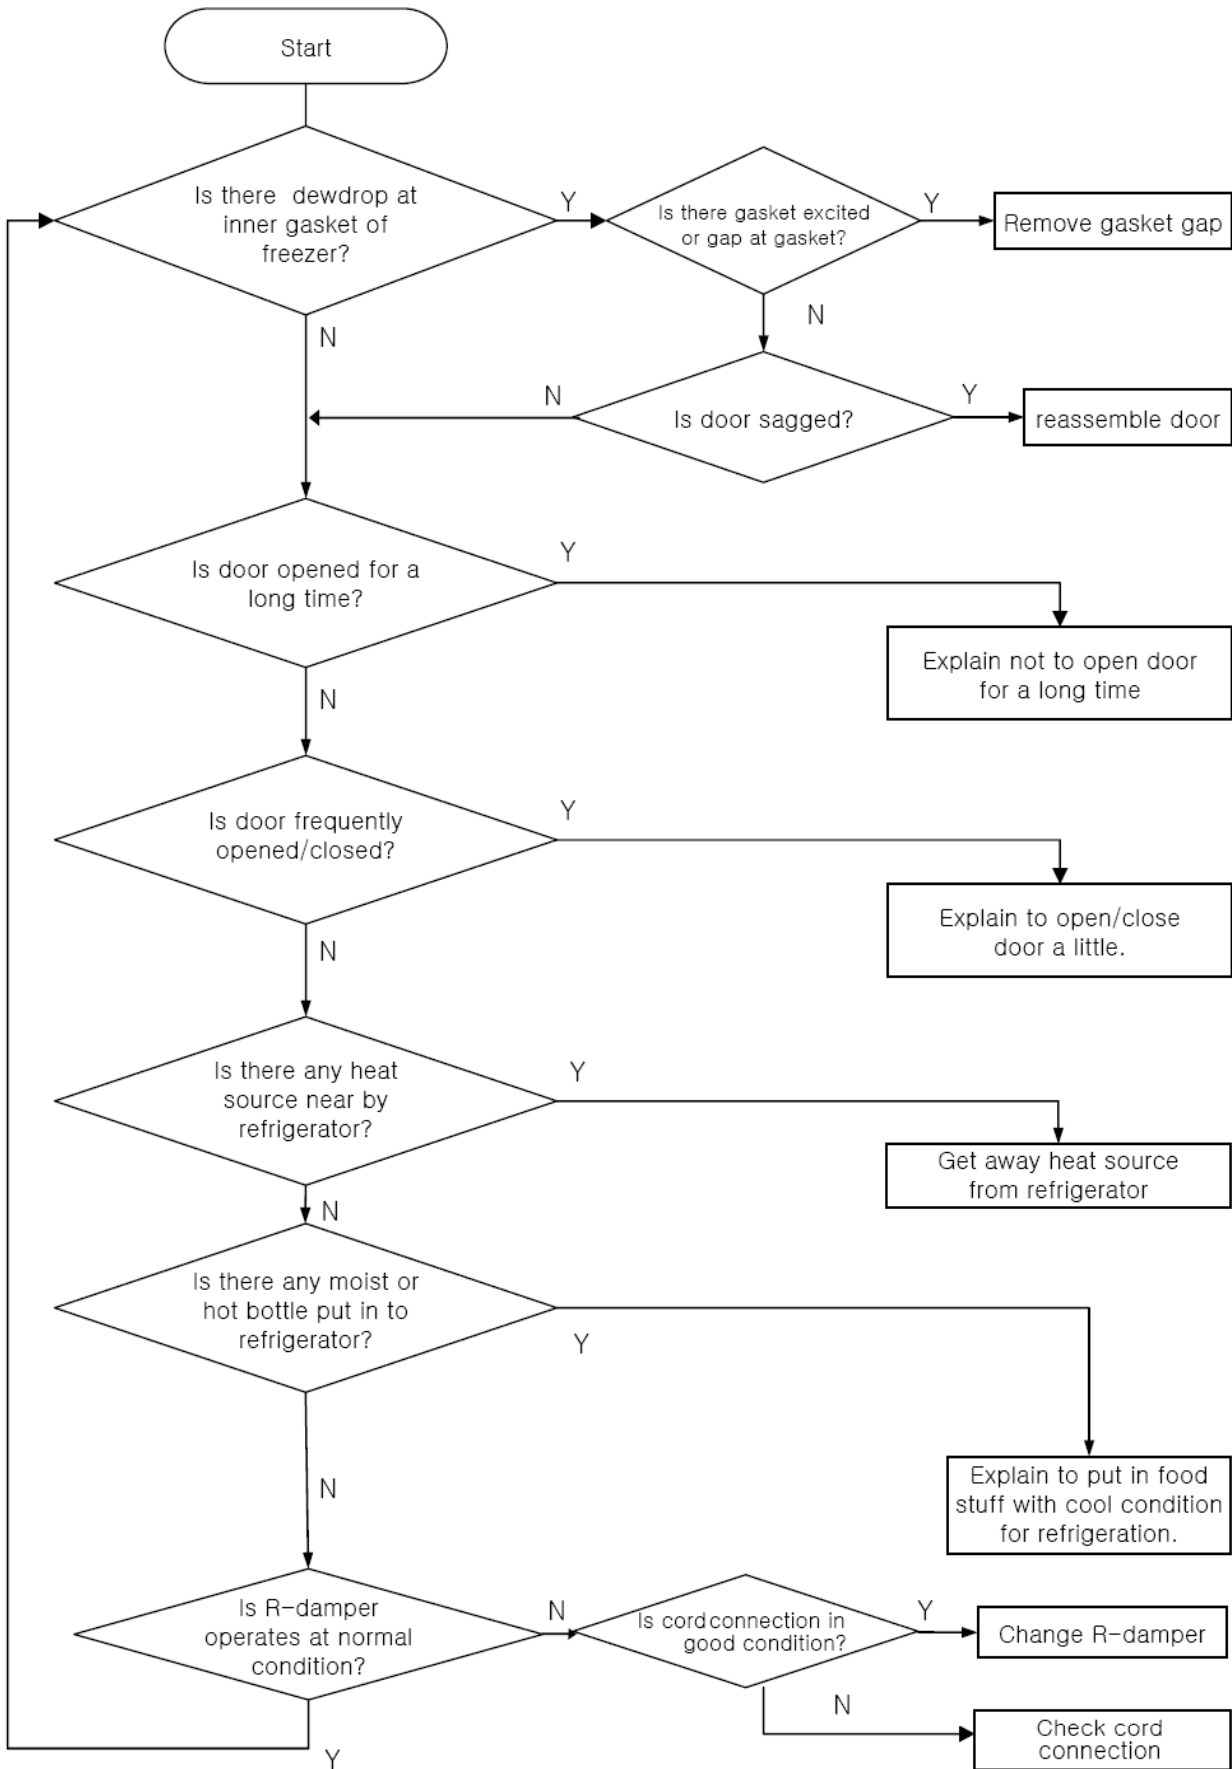 Start
Is there dewdrop at
inner gasket of
freezer?
Y
Is there gasket excited
or gap at gasket?
Y
Remove gasket gap
N
N
Is door sagged?
N
Y
reassemble door
Is door opened for a
long time?
Y
Explain not to open door
for a long time
N
Is door frequently
opened/closed?
Y
Explain to open/close
door a little.
N
Is there any heat
source near by
refrigerator?
Y
Get away heat source
from refrigerator
N
Is there any moist or
hot bottle put in to
refrigerator?
Y
Explain to put in food
stuff with cool condition
for refrigeration.
N
Is R-damper
operates at normal
condition?
N
Is cord connection in
good condition?
Y
Change R-damper
N
Check cord
connection
Y